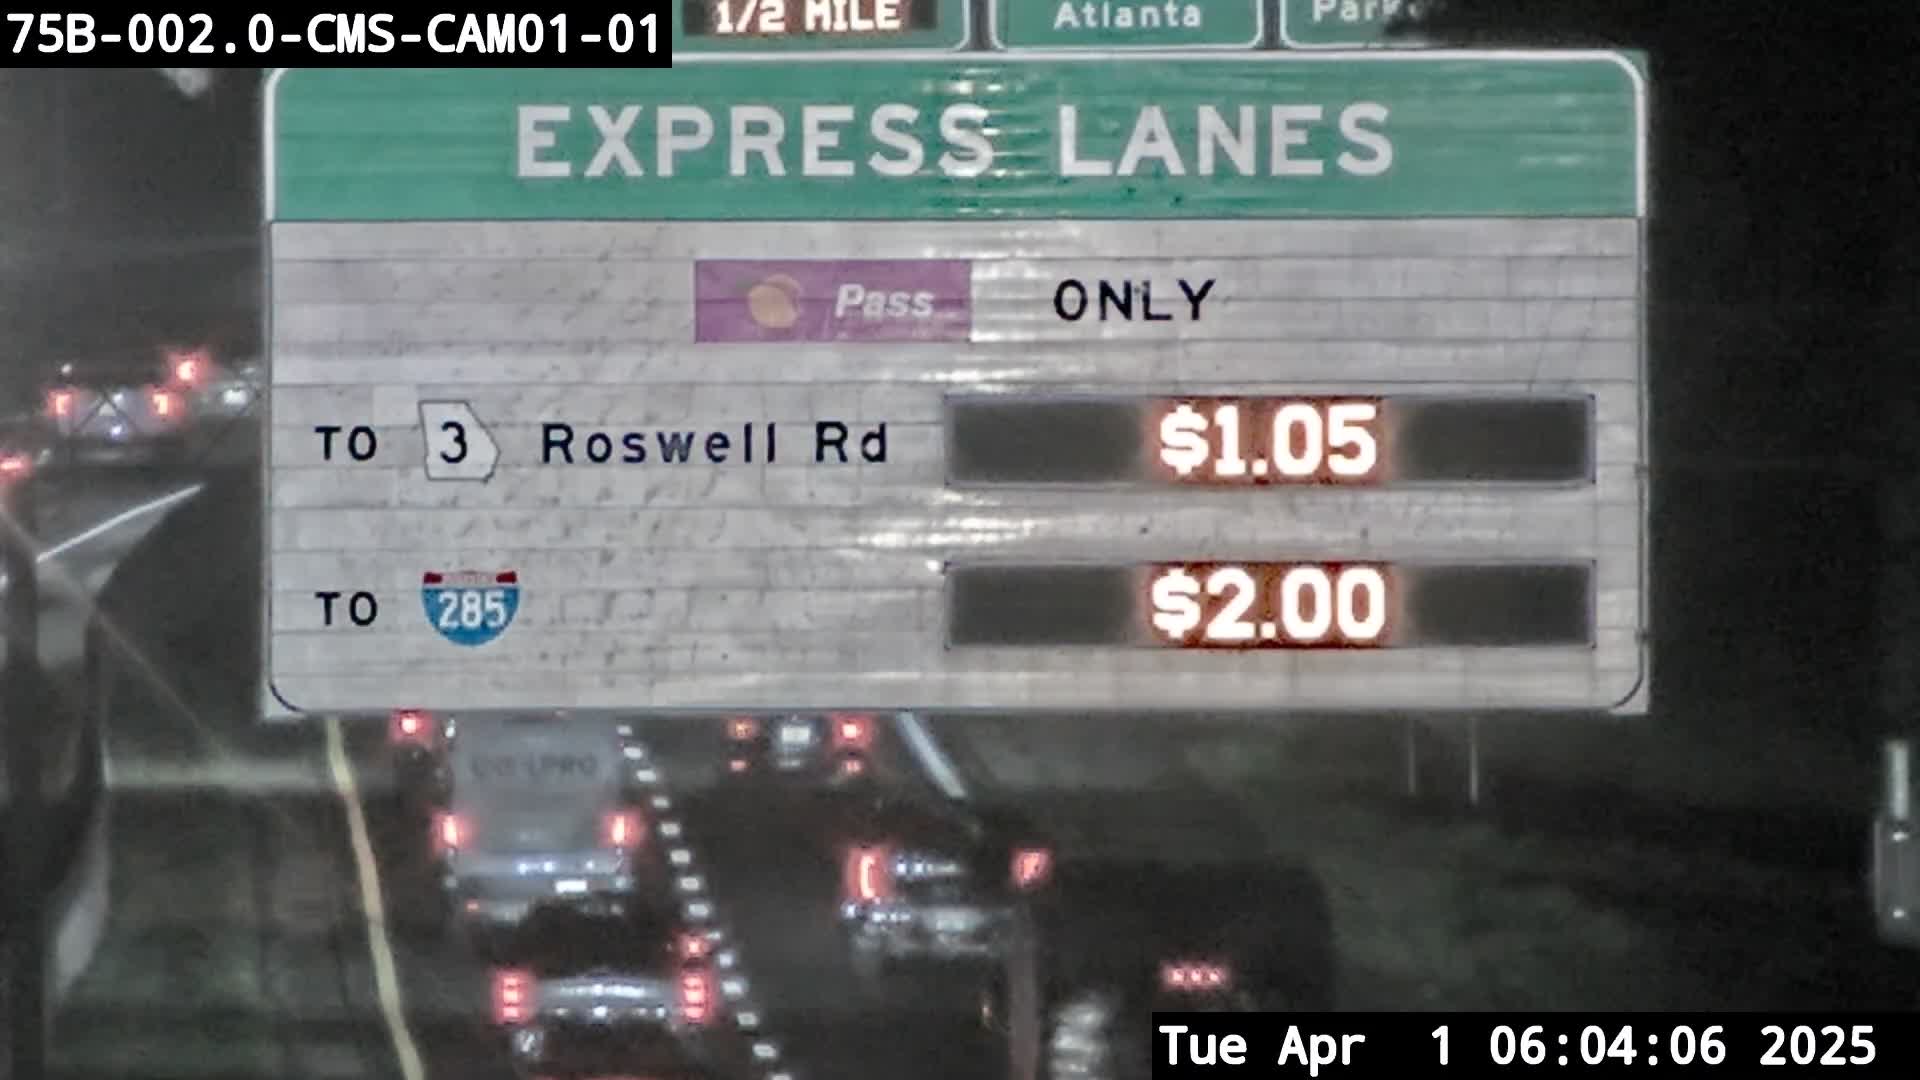 75B-002.0-CMS-CAM01-01
1/2 MILE
Atlanta
EXPRESS LANES
Pass ONLY
TO 3 Roswell Rd $1.05
TO 285 $2.00
Tue Apr 1 06:04:06 2025